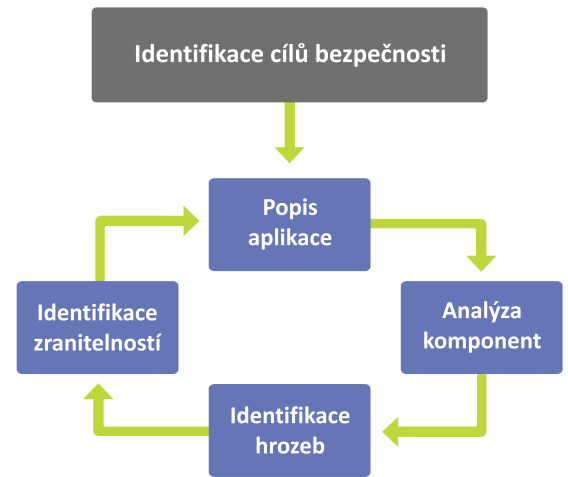 Identifikace cílů bezpečnosti
Popis
aplikace
Analýza
komponent
Identifikace
hrozeb
Identifikace
zranitelností